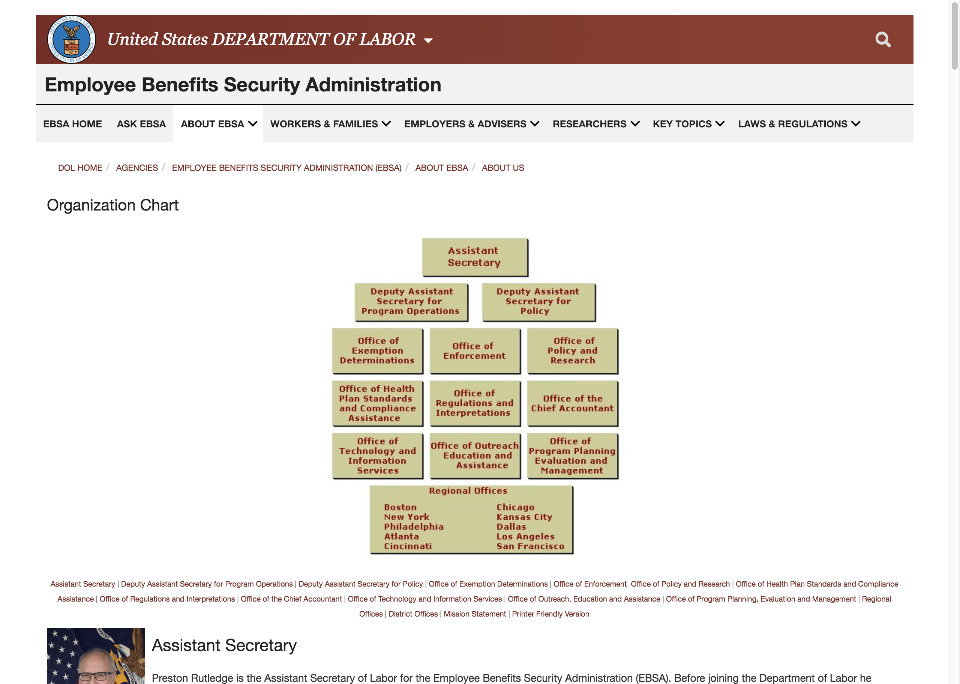 United States DEPARTMENT OF LABOR
Employee Benefits Security Administration
EBSA HOME ASK EBSA ABOUT EBSA WORKERS & FAMILIES EMPLOYERS & ADVISERS RESEARCHERS KEY TOPICS LAWS & REGULATIONS
DOL HOME / AGENCIES / EMPLOYEE BENEFITS SECURITY ADMINISTRATION (EBSA) / ABOUT EBSA / ABOUT US
Organization Chart
Assistant
Secretary
Deputy Assistant
Secretary for
Program Operations
Deputy Assistant
Secretary for
Policy
Office of
Exemption
Determinations
Office of
Enforcement
Office of
Policy and
Research
Office of Health
Plan Standards
and Compliance
Assistance
Office of
Regulations and
Interpretations
Office of the
Chief Accountant
Office of
Technology and
Information
Services
Office of Outreach
Education and
Assistance
Office of
Program Planning
Evaluation and
Management
Regional Offices
Boston Chicago
New York Kansas City
Philadelphia Dallas
Atlanta Los Angeles
Cincinnati San Francisco
Assistant Secretary | Deputy Assistant Secretary for Program Operations | Deputy Assistant Secretary for Policy | Office of Exemption Determinations | Office of Enforcement Office of Policy and Research | Office of Health Plan Standards and Compliance
Assistance | Office of Regulations and Interpretations | Office of the Chief Accountant | Office of Technology and Information Services | Office of Outreach, Education and Assistance | Office of Program Planning, Evaluation and Management | Regional
Offices | District Offices | Mission Statement | Printer Friendly Version
Assistant Secretary
Preston Rutledge is the Assistant Secretary of Labor for the Employee Benefits Security Administration (EBSA). Before joining the Department of Labor he